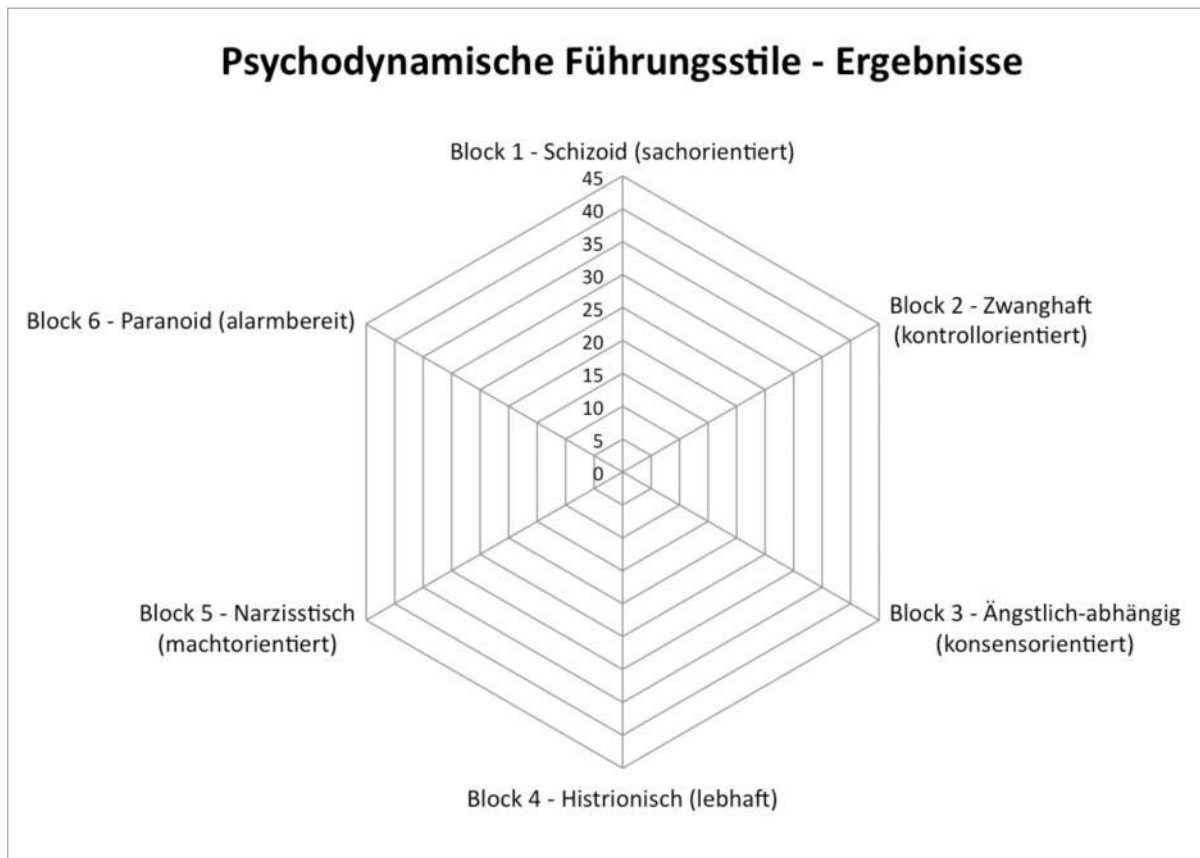 Psychodynamische Führungsstile - Ergebnisse
Block 1 - Schizoid (sachorientiert)
45
40
35
30
25
20
15
10
5
0
Block 2 - Zwanghaft
(kontrollorientiert)
Block 3 - Ängstlich-abhängig
(konsensorientiert)
Block 4 - Histrionisch (lebhaft)
Block 5 - Narzisstisch
(machtorientiert)
Block 6 - Paranoid (alarmbereit)